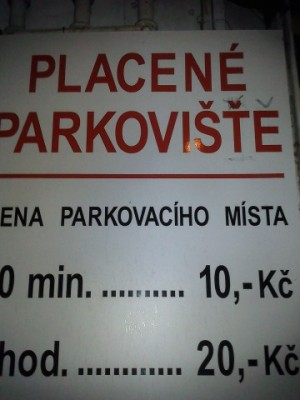 PLACENÉ
PARKOVIŠTE
ENA PARKOVACÍHO MÍSTA
0 min. .......... 10,-Kč
hod. ............ 20,-Kč